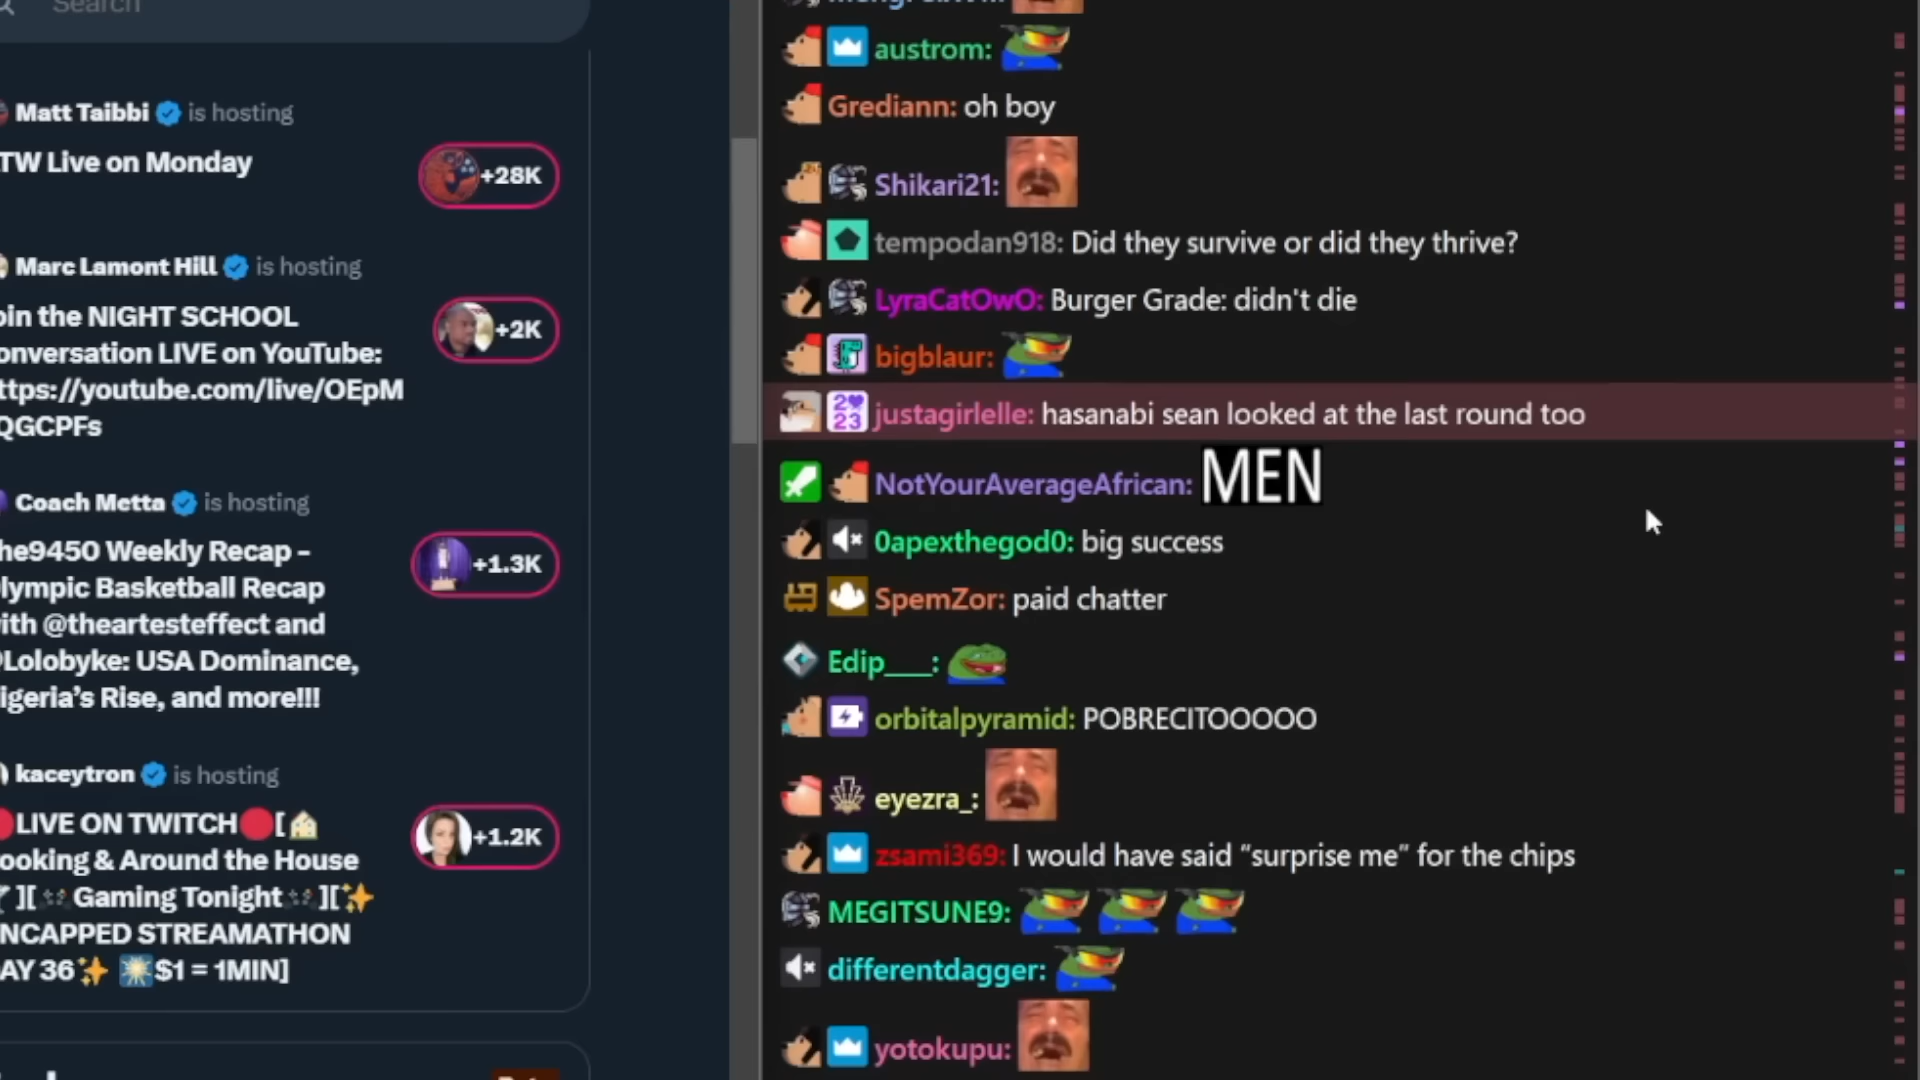 Search
Matt Taibbi is hosting
TW Live on Monday
+28K
Marc Lamont Hill is hosting
oin the NIGHT SCHOOL
onversation LIVE on YouTube:
ttps://youtube.com/live/OEpM
QGCPFs
+2K
Coach Metta is hosting
he9450 Weekly Recap –
lympic Basketball Recap
ith @theartesteffect and
Lolobyke: USA Dominance,
igeria's Rise, and more!!!
+1.3K
kaceytron is hosting
🔴LIVE ON TWITCH🔴[🏠
ooking & Around the House
][Gaming Tonight][✨
NCAPPED STREAMATHON
AY 36✨ $1 = 1MIN]
+1.2K
austrom:
Grediann: oh boy
Shikari21:
tempodan918: Did they survive or did they thrive?
LyraCatOwO: Burger Grade: didn't die
bigblaur:
2♥23 justagirlelle: hasanabi sean looked at the last round too
NotYourAverageAfrican: MEN
0apexthegod0: big success
SpemZor: paid chatter
Edip____:
orbitalpyramid: POBRECITOOOOO
eyezra_:
zsami369: I would have said “surprise me” for the chips
MEGITSUNE9:
differentdagger:
yotokupu: